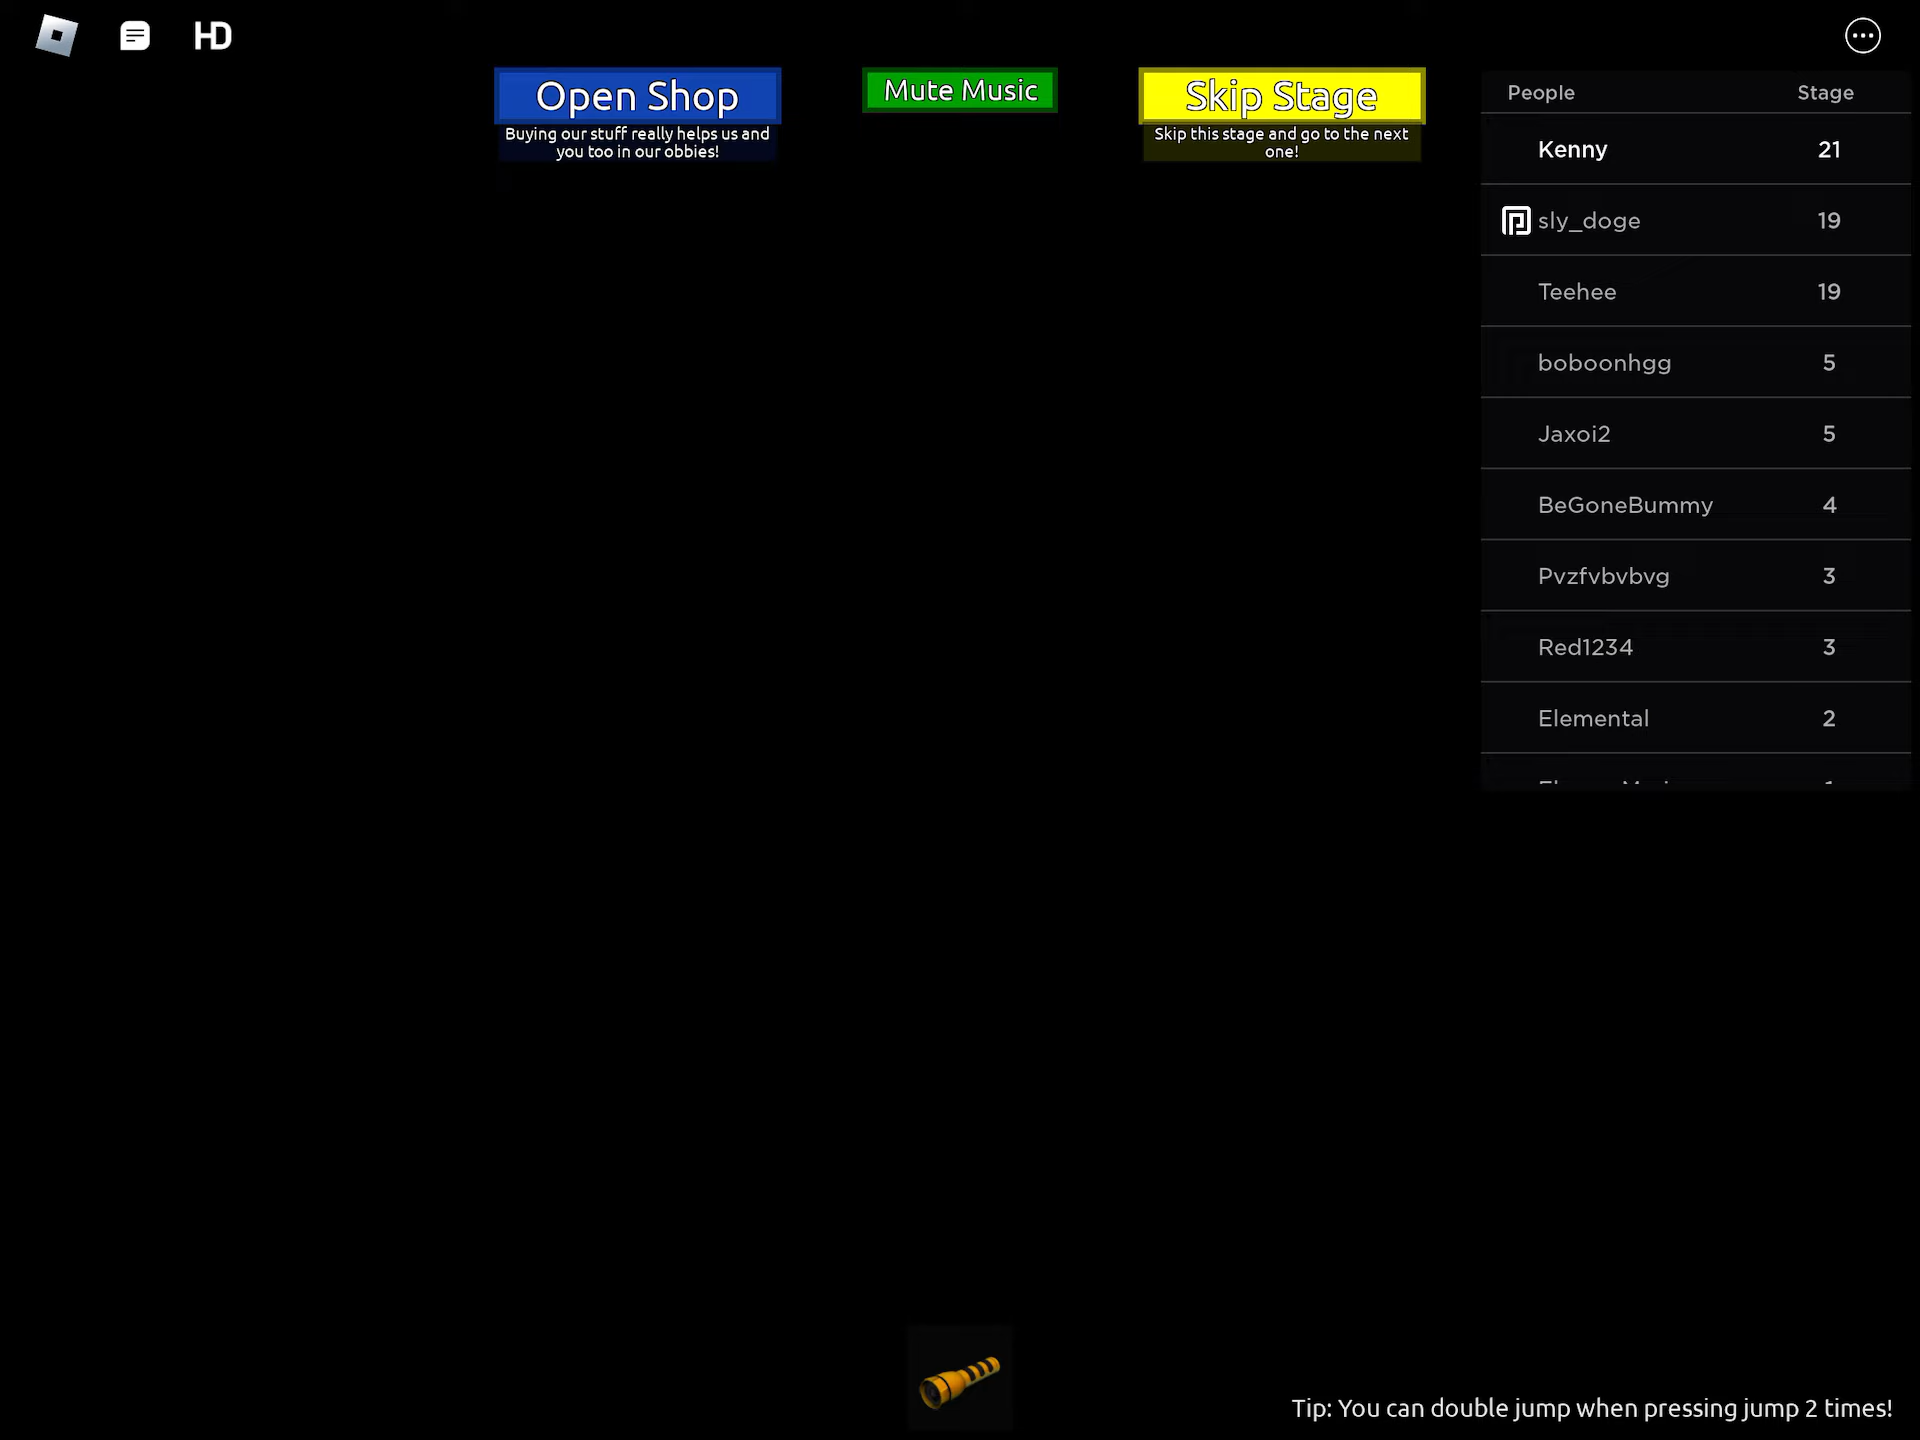 HD
Open Shop
Buying our stuff really helps us and
you too in our obbies!
Mute Music
Skip Stage
Skip this stage and go to the next
one!
People Stage
Kenny 21
sly_doge 19
Teehee 19
boboonhgg 5
Jaxoi2 5
BeGoneBummy 4
Pvzfvbvbvg 3
Red1234 3
Elemental 2
Tip: You can double jump when pressing jump 2 times!